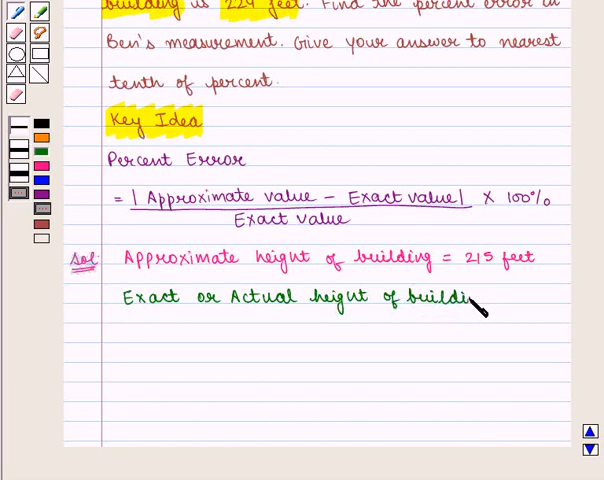 building is 229 feet. Find the percent error in
Ben's measurement. Give your answer to nearest
tenth of percent.
Key Idea
Percent Error
= | Approximate value - Exact value| × 100%
Exact value
Sol Approximate height of building = 215 feet
Exact or Actual height of buildi